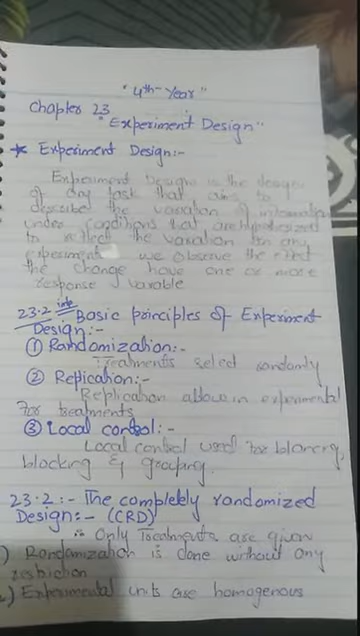 "4th-Year"
Chapter 23
"Experiment Design"
* Experiment Design:-
Experiment Design is the design
of any task that aims to
describe the variation of information
under conditions that are hypothesized
to reflect the variation In any
experiment we observe the effect
the change have one or more
response variable
23.2 Basic principles of Experiment
Design:-
① Randomization:-
Treatments select randomly
② Replication:-
Replication allows in experimental
for treatments
③ Local control:-
Local control used for
blocking & grouping.
23.2:- The completely randomized
Design:- (CRD)
Only Treatments are given
) Randomization is done without any
restriction
) Experimental units are homogenous